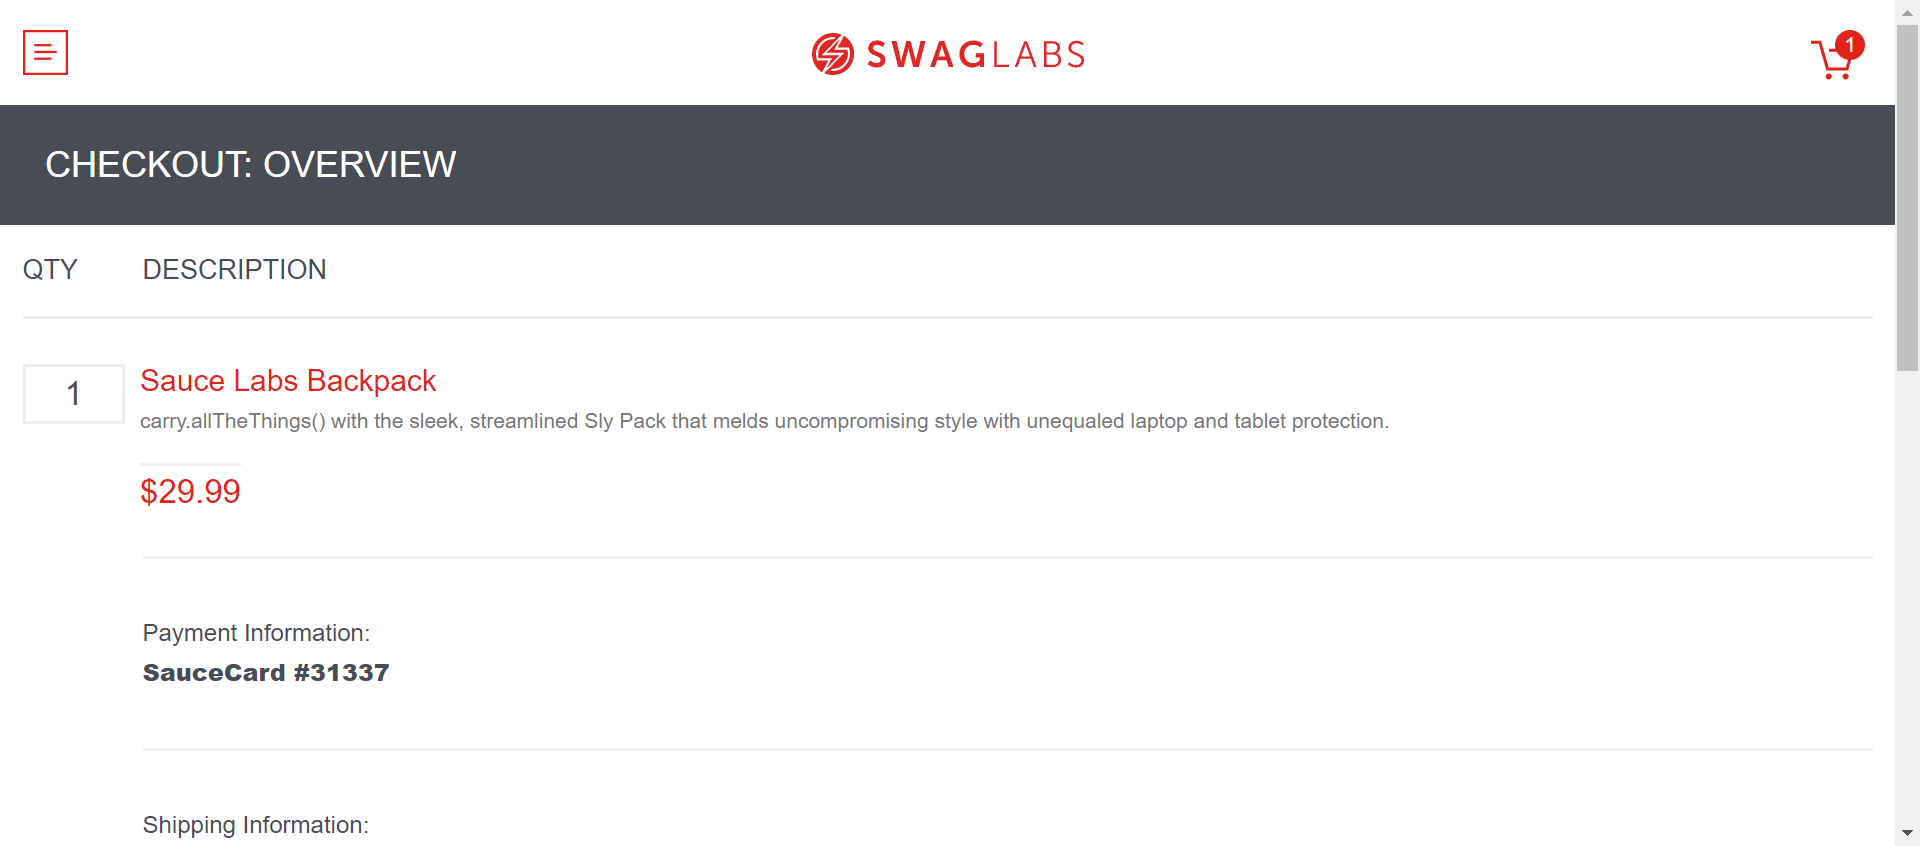 SWAGLABS
1
CHECKOUT: OVERVIEW
QTY DESCRIPTION
1
Sauce Labs Backpack
carry.allTheThings() with the sleek, streamlined Sly Pack that melds uncompromising style with unequaled laptop and tablet protection.
$29.99
Payment Information:
SauceCard #31337
Shipping Information: